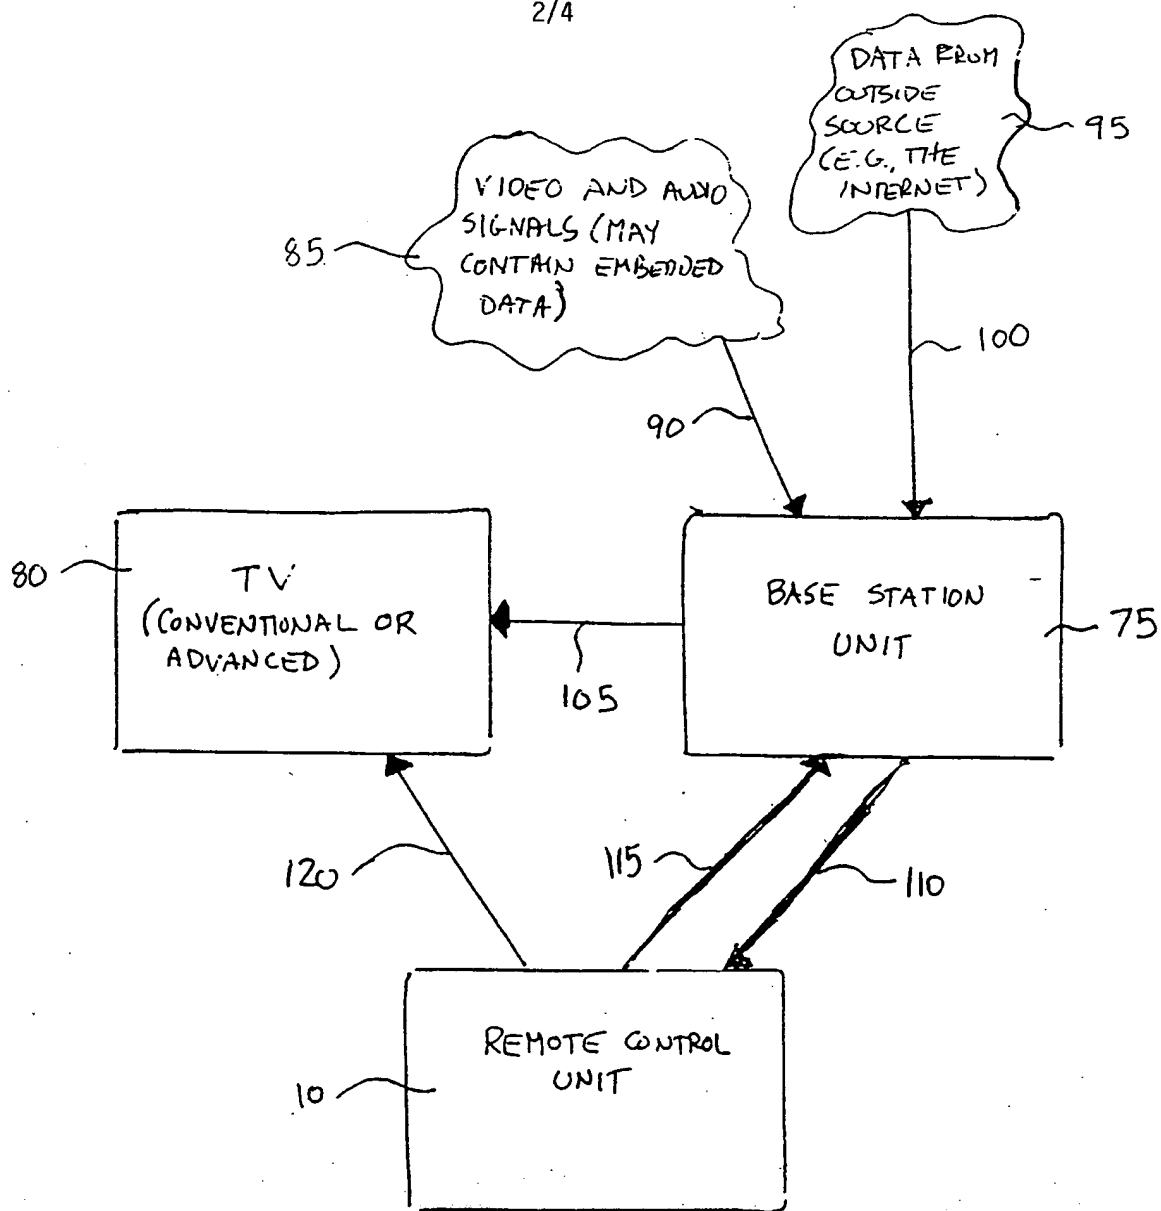 2/4
DATA FROM
OUTSIDE
SOURCE
(E.G., THE
INTERNET)
95
VIDEO AND AUDIO
SIGNALS (MAY
CONTAIN EMBEDDED
DATA)
85
100
90
80
TV
(CONVENTIONAL OR
ADVANCED)
BASE STATION
UNIT
75
105
120
115
110
REMOTE CONTROL
UNIT
10